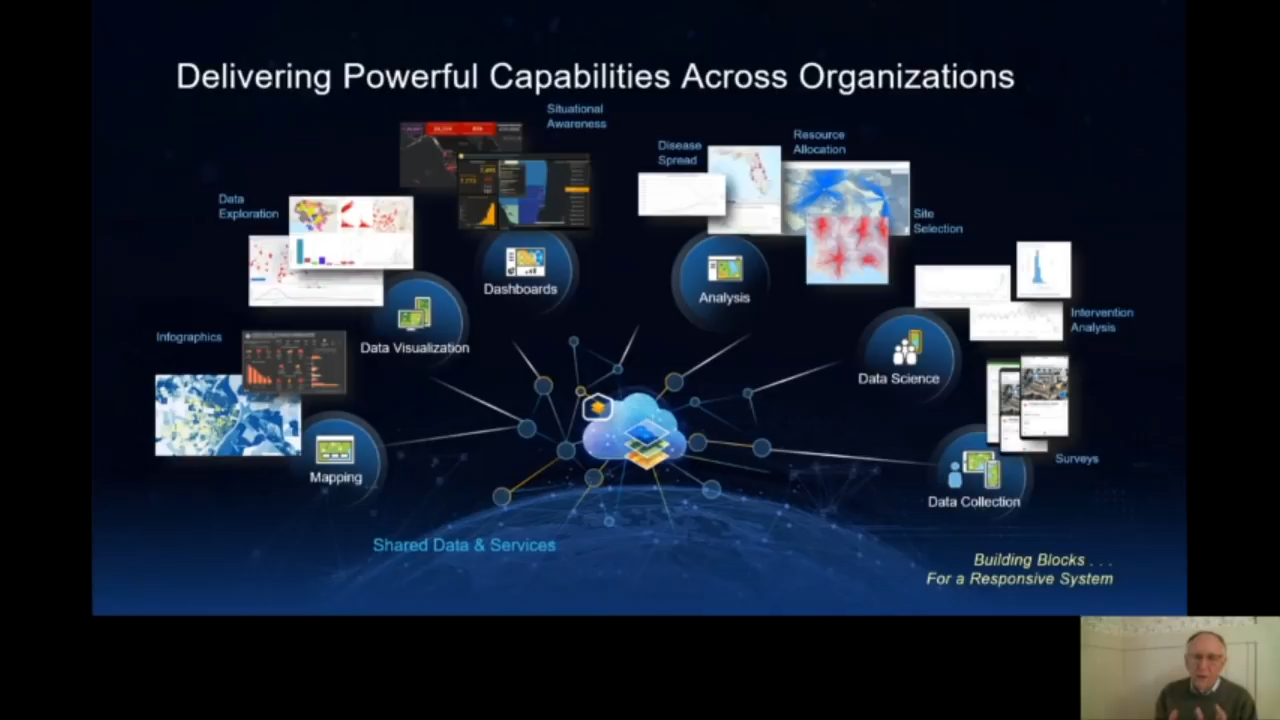 Delivering Powerful Capabilities Across Organizations
Situational
Awareness
Disease
Spread
Resource
Allocation
Data
Exploration
Site
Selection
Dashboards
Analysis
Infographics
Data Visualization
Intervention
Analysis
Data Science
Mapping
Surveys
Data Collection
Shared Data & Services
Building Blocks . . .
For a Responsive System